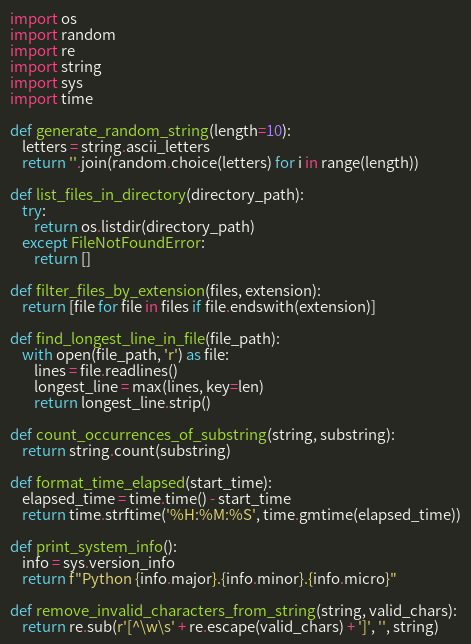 import os
import random
import re
import string
import sys
import time

def generate_random_string(length=10):
    letters = string.ascii_letters
    return ''.join(random.choice(letters) for i in range(length))

def list_files_in_directory(directory_path):
    try:
        return os.listdir(directory_path)
    except FileNotFoundError:
        return []

def filter_files_by_extension(files, extension):
    return [file for file in files if file.endswith(extension)]

def find_longest_line_in_file(file_path):
    with open(file_path, 'r') as file:
        lines = file.readlines()
        longest_line = max(lines, key=len)
        return longest_line.strip()

def count_occurrences_of_substring(string, substring):
    return string.count(substring)

def format_time_elapsed(start_time):
    elapsed_time = time.time() - start_time
    return time.strftime('%H:%M:%S', time.gmtime(elapsed_time))

def print_system_info():
    info = sys.version_info
    return f"Python {info.major}.{info.minor}.{info.micro}"

def remove_invalid_characters_from_string(string, valid_chars):
    return re.sub(r'[^\w\s' + re.escape(valid_chars) + ']', '', string)